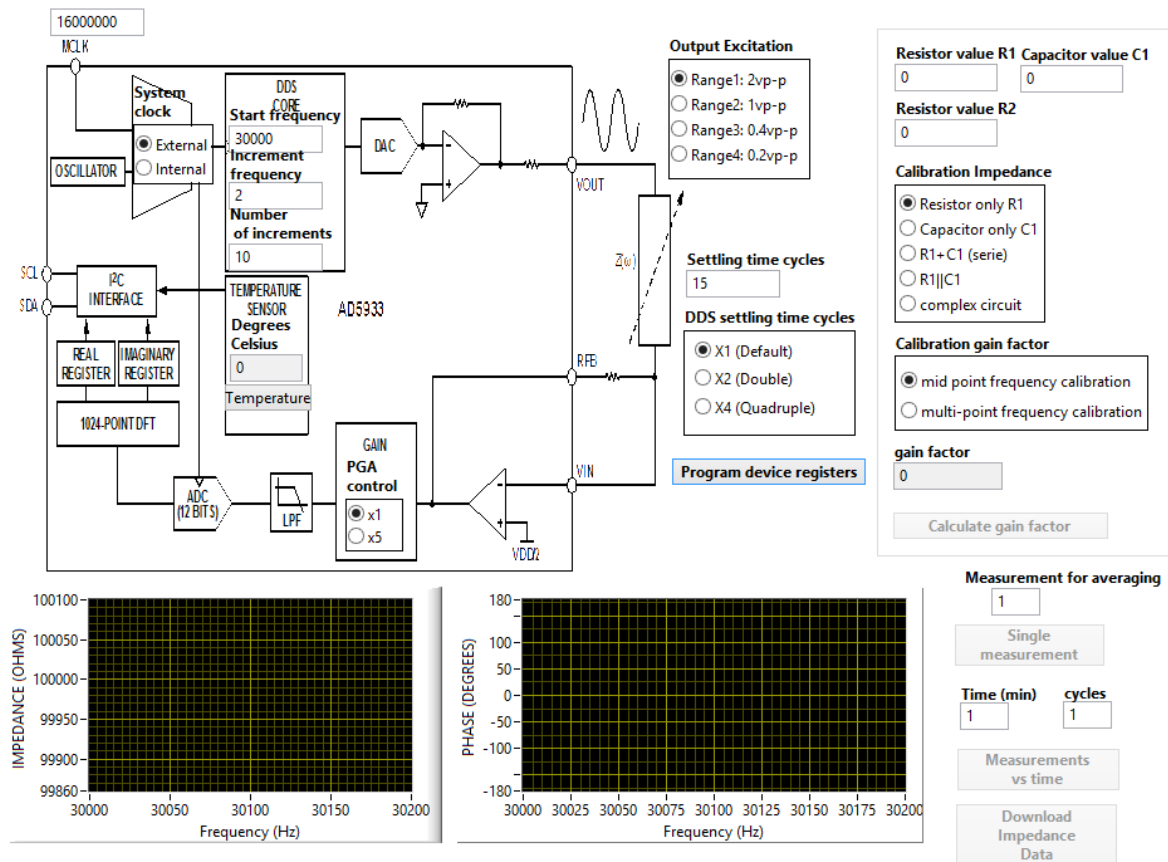 16000000
MCLK
System
clock
External
Internal
OSCILLATOR
DDS
CORE
Start frequency
30000
Increment
frequency
2
Number
of increments
10
DAC
VOUT
Output Excitation
Range1: 2vp-p
Range2: 1vp-p
Range3: 0.4vp-p
Range4: 0.2vp-p
Z(ω)
SCL
SDA
I²C
INTERFACE
TEMPERATURE
SENSOR
Degrees
Celsius
0
Temperature
AD5933
REAL
REGISTER
IMAGINARY
REGISTER
1024-POINT DFT
ADC
(12 BITS)
LPF
GAIN
PGA
control
x1
x5
VDD/2
RFB
VIN
Settling time cycles
15
DDS settling time cycles
X1 (Default)
X2 (Double)
X4 (Quadruple)
Program device registers
Resistor value R1 Capacitor value C1
0 0
Resistor value R2
0
Calibration Impedance
Resistor only R1
Capacitor only C1
R1+C1 (serie)
R1||C1
complex circuit
Calibration gain factor
mid point frequency calibration
multi-point frequency calibration
gain factor
0
Calculate gain factor
IMPEDANCE (OHMS)
100100
100050
100000
99950
99900
99860
30000 30050 30100 30150 30200
Frequency (Hz)
PHASE (DEGREES)
180
100
50
0
-50
-100
-180
30000 30025 30050 30075 30100 30125 30150 30175 30200
Frequency (Hz)
Measurement for averaging
1
Single
measurement
Time (min) cycles
1 1
Measurements
vs time
Download
Impedance
Data